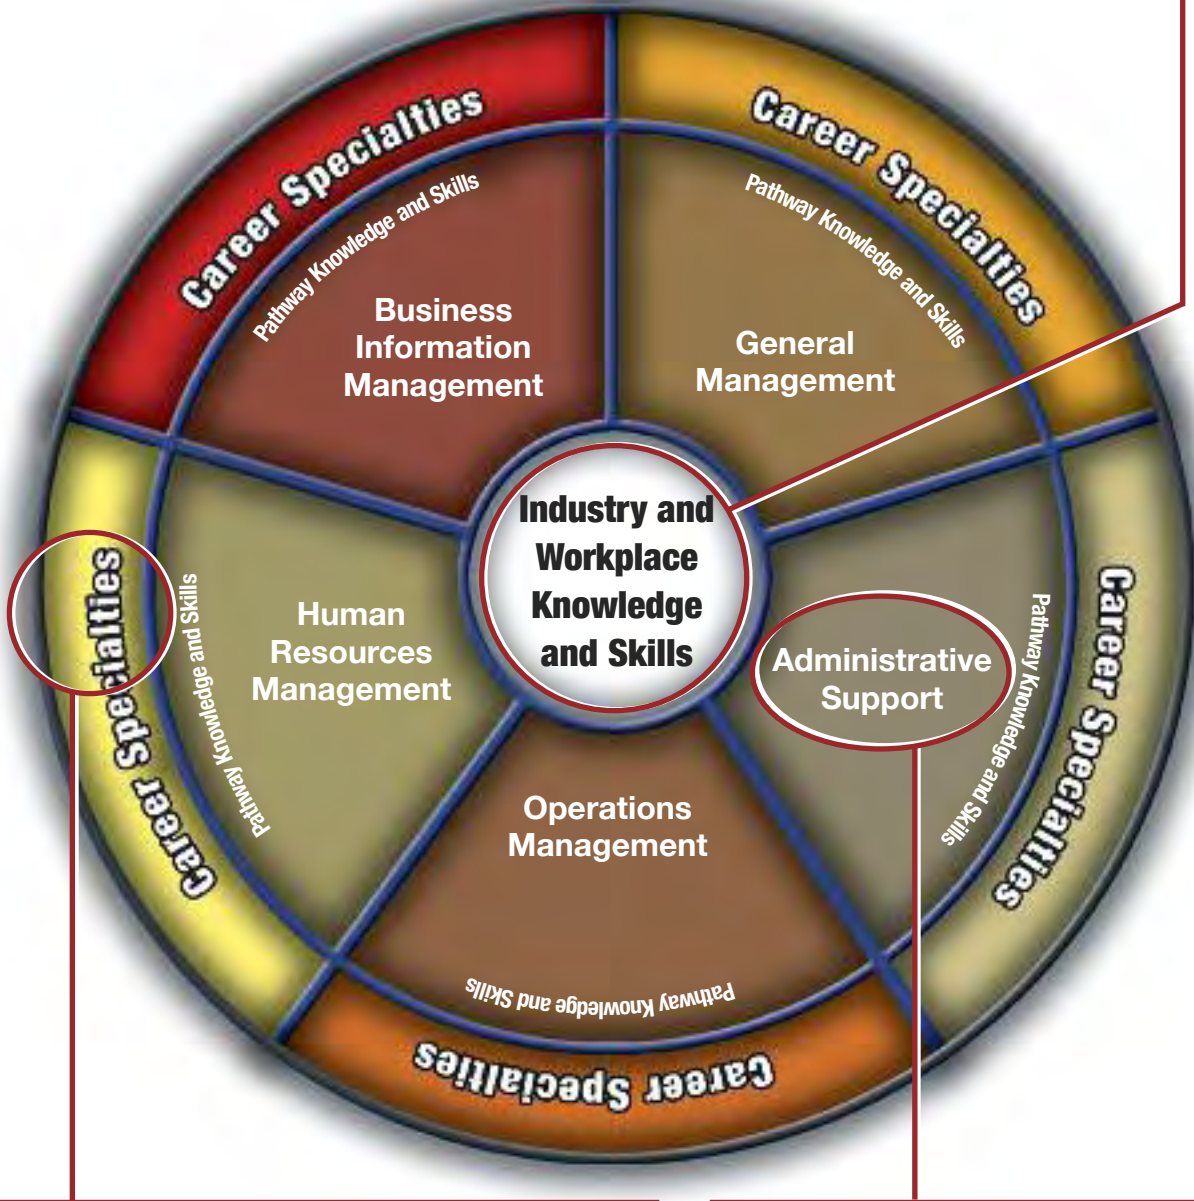 Career Specialties
Pathway Knowledge and Skills
Business
Information
Management
Career Specialties
Pathway Knowledge and Skills
General
Management
Industry and
Workplace
Knowledge
and Skills
Career Specialties
Pathway Knowledge and Skills
Human
Resources
Management
Administrative
Support
Pathway Knowledge and Skills
Career Specialties
Operations
Management
Pathway Knowledge and Skills
Career Specialties